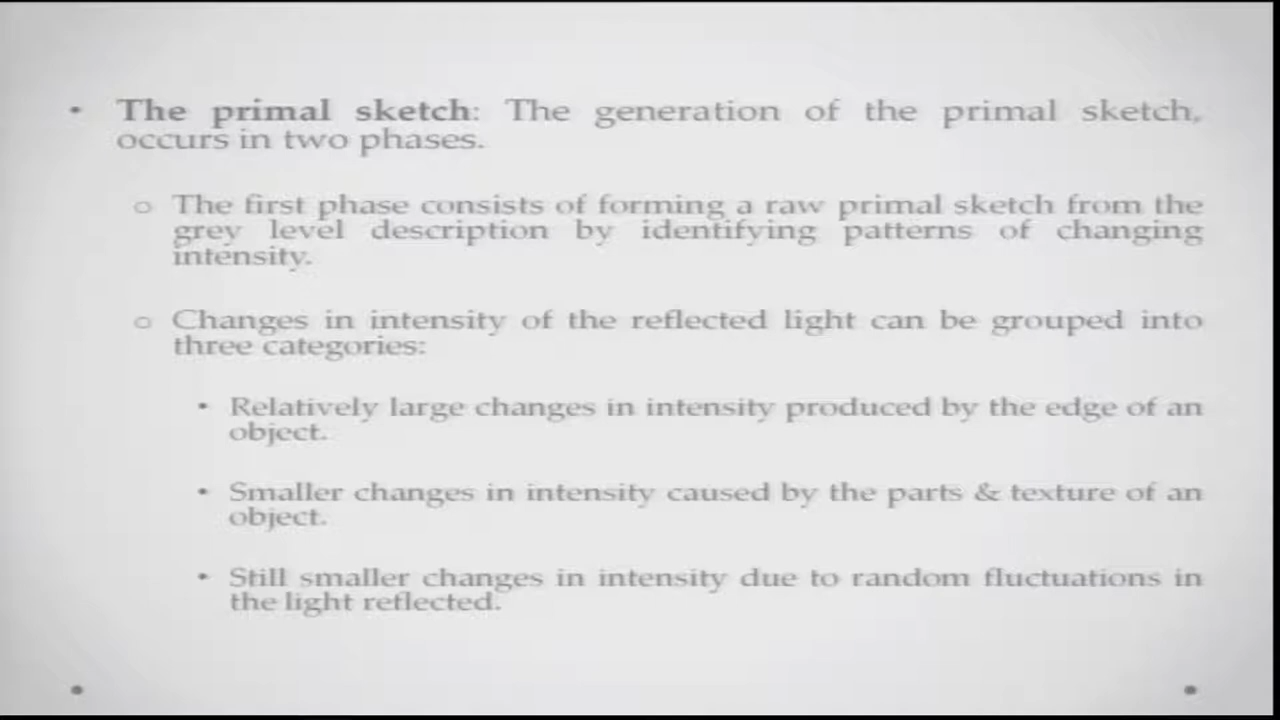 • The primal sketch: The generation of the primal sketch,
occurs in two phases.
o The first phase consists of forming a raw primal sketch from the
grey level description by identifying patterns of changing
intensity.
o Changes in intensity of the reflected light can be grouped into
three categories:
• Relatively large changes in intensity produced by the edge of an
object.
• Smaller changes in intensity caused by the parts & texture of an
object.
• Still smaller changes in intensity due to random fluctuations in
the light reflected.